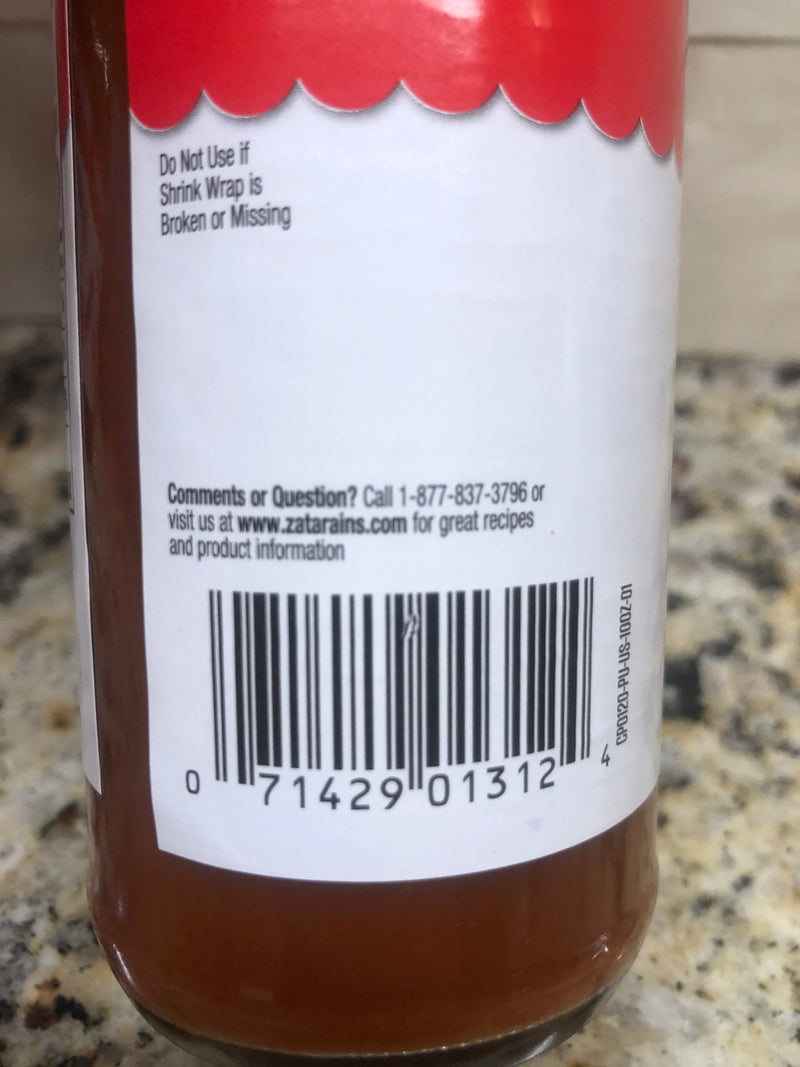 Do Not Use if
Shrink Wrap is
Broken or Missing
Comments or Question? Call 1-877-837-3796 or
visit us at www.zatarains.com for great recipes
and product information
0 71429 01312 4
CPD12D-PU-US-10OZ-01